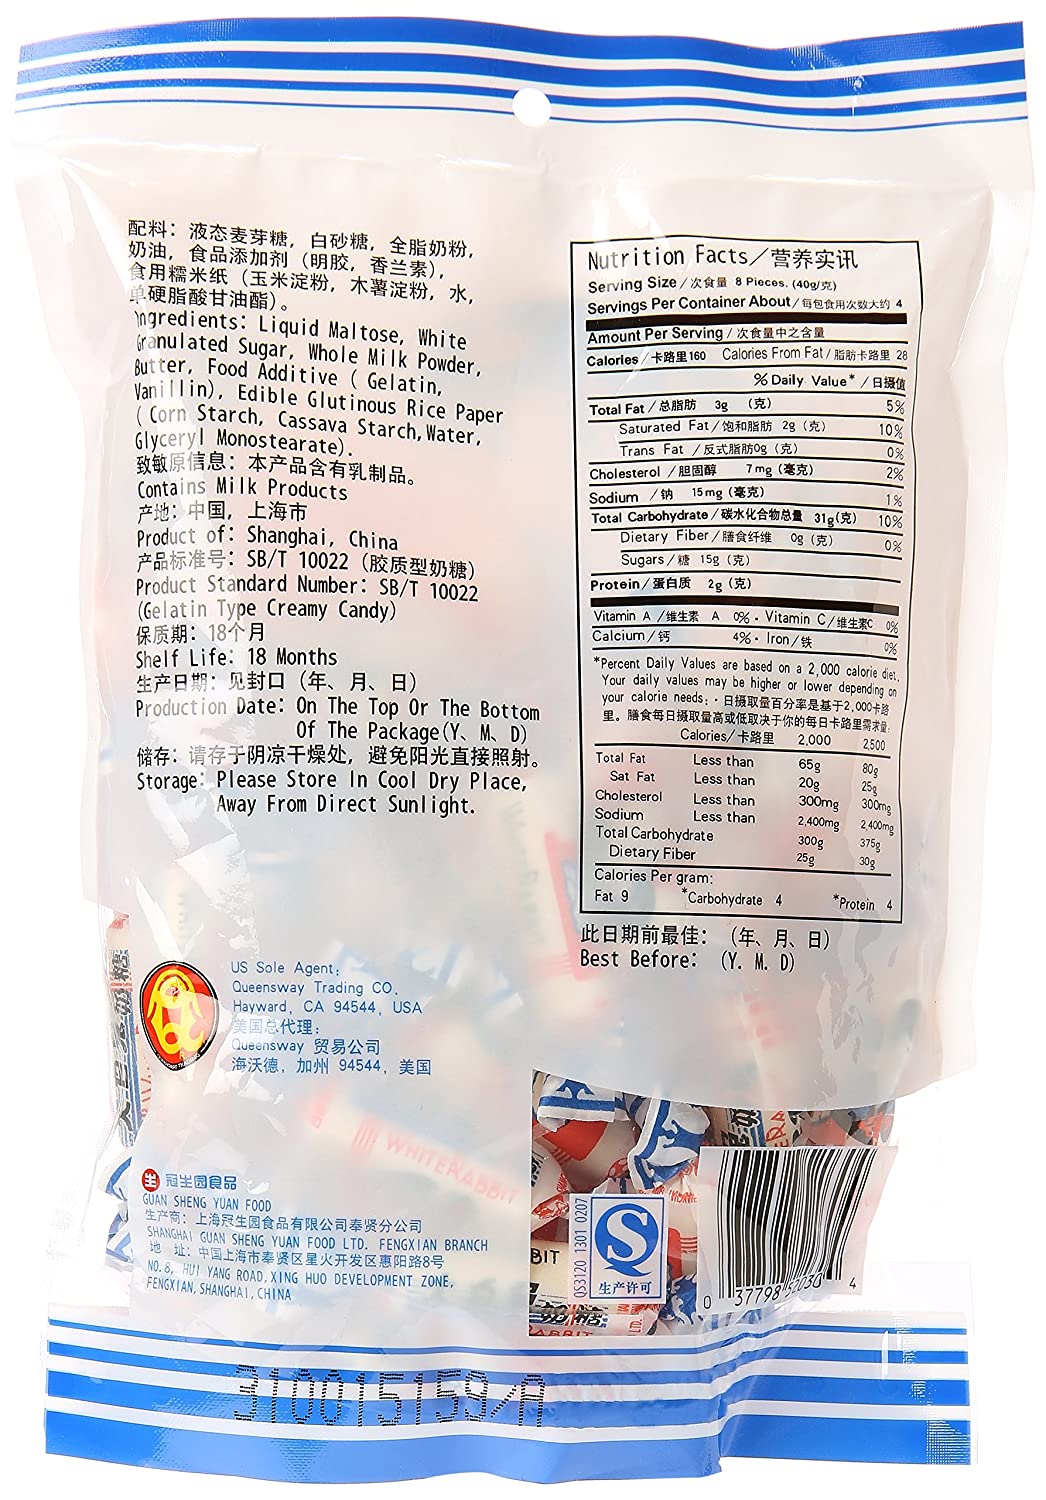 配料：液态麦芽糖，白砂糖，全脂奶粉，
奶油，食品添加剂（明胶，香兰素），
食用糯米纸（玉米淀粉，木薯淀粉，水，
单硬脂酸甘油酯）。
Ingredients: Liquid Maltose, White
Granulated Sugar, Whole Milk Powder,
Butter, Food Additive ( Gelatin,
Vanillin), Edible Glutinous Rice Paper
( Corn Starch, Cassava Starch, Water,
Glyceryl Monostearate).
致敏原信息：本产品含有乳制品。
Contains Milk Products
产地：中国，上海市
Product of: Shanghai, China
产品标准号：SB/T 10022（胶质型奶糖）
Product Standard Number: SB/T 10022
(Gelatin Type Creamy Candy)
保质期：18个月
Shelf Life: 18 Months
生产日期：见封口（年、月、日）
Production Date: On The Top Or The Bottom
Of The Package(Y、M、D)
储存：请存于阴凉干燥处，避免阳光直接照射。
Storage: Please Store In Cool Dry Place,
Away From Direct Sunlight.
Nutrition Facts／营养实讯
Serving Size / 次食量 8 Pieces. (40g/克)
Servings Per Container About / 每包食用次数大约 4
Amount Per Serving / 次食量中之含量
Calories / 卡路里160 Calories From Fat / 脂肪卡路里 28
% Daily Value* / 日摄值
Total Fat / 总脂肪 3g （克） 5%
Saturated Fat / 饱和脂肪 2g （克） 10%
Trans Fat / 反式脂肪0g（克） 0%
Cholesterol / 胆固醇 7mg（毫克） 2%
Sodium / 钠 15mg（毫克） 1%
Total Carbohydrate / 碳水化合物总量 31g(克) 10%
Dietary Fiber / 膳食纤维 0g（克） 0%
Sugars / 糖 15g（克）
Protein / 蛋白质 2g（克）
Vitamin A / 维生素 A 0% · Vitamin C / 维生素C 0%
Calcium / 钙 4% · Iron / 铁 0%
*Percent Daily Values are based on a 2,000 calorie diet.
Your daily values may be higher or lower depending on
your calorie needs: · 日摄取量百分率是基于2,000卡路
里。膳食每日摄取量高或低取决于你的每日卡路里需求量:
Calories / 卡路里 2,000 2,500
Total Fat Less than 65g 80g
Sat Fat Less than 20g 25g
Cholesterol Less than 300mg 300mg
Sodium Less than 2,400mg 2,400mg
Total Carbohydrate 300g 375g
Dietary Fiber 25g 30g
Calories Per gram:
Fat 9 *Carbohydrate 4 *Protein 4
此日期前最佳：（年、月、日）
Best Before: (Y. M. D)
US Sole Agent:
Queensway Trading CO.
Hayward, CA 94544, USA
美国总代理：
Queensway 贸易公司
海沃德, 加州 94544, 美国
WHITE RABBIT
生 冠生园食品
GUAN SHENG YUAN FOOD
生产商：上海冠生园食品有限公司奉贤分公司
SHANGHAI GUAN SHENG YUAN FOOD LTD. FENGXIAN BRANCH
地 址：中国上海市奉贤区星火开发区惠阳路8号
NO.8, HUI YANG ROAD, XING HUO DEVELOPMENT ZONE,
FENGXIAN, SHANGHAI, CHINA
QS3120 1301 0207
生产许可
0 37798 52030 4
310015159/A